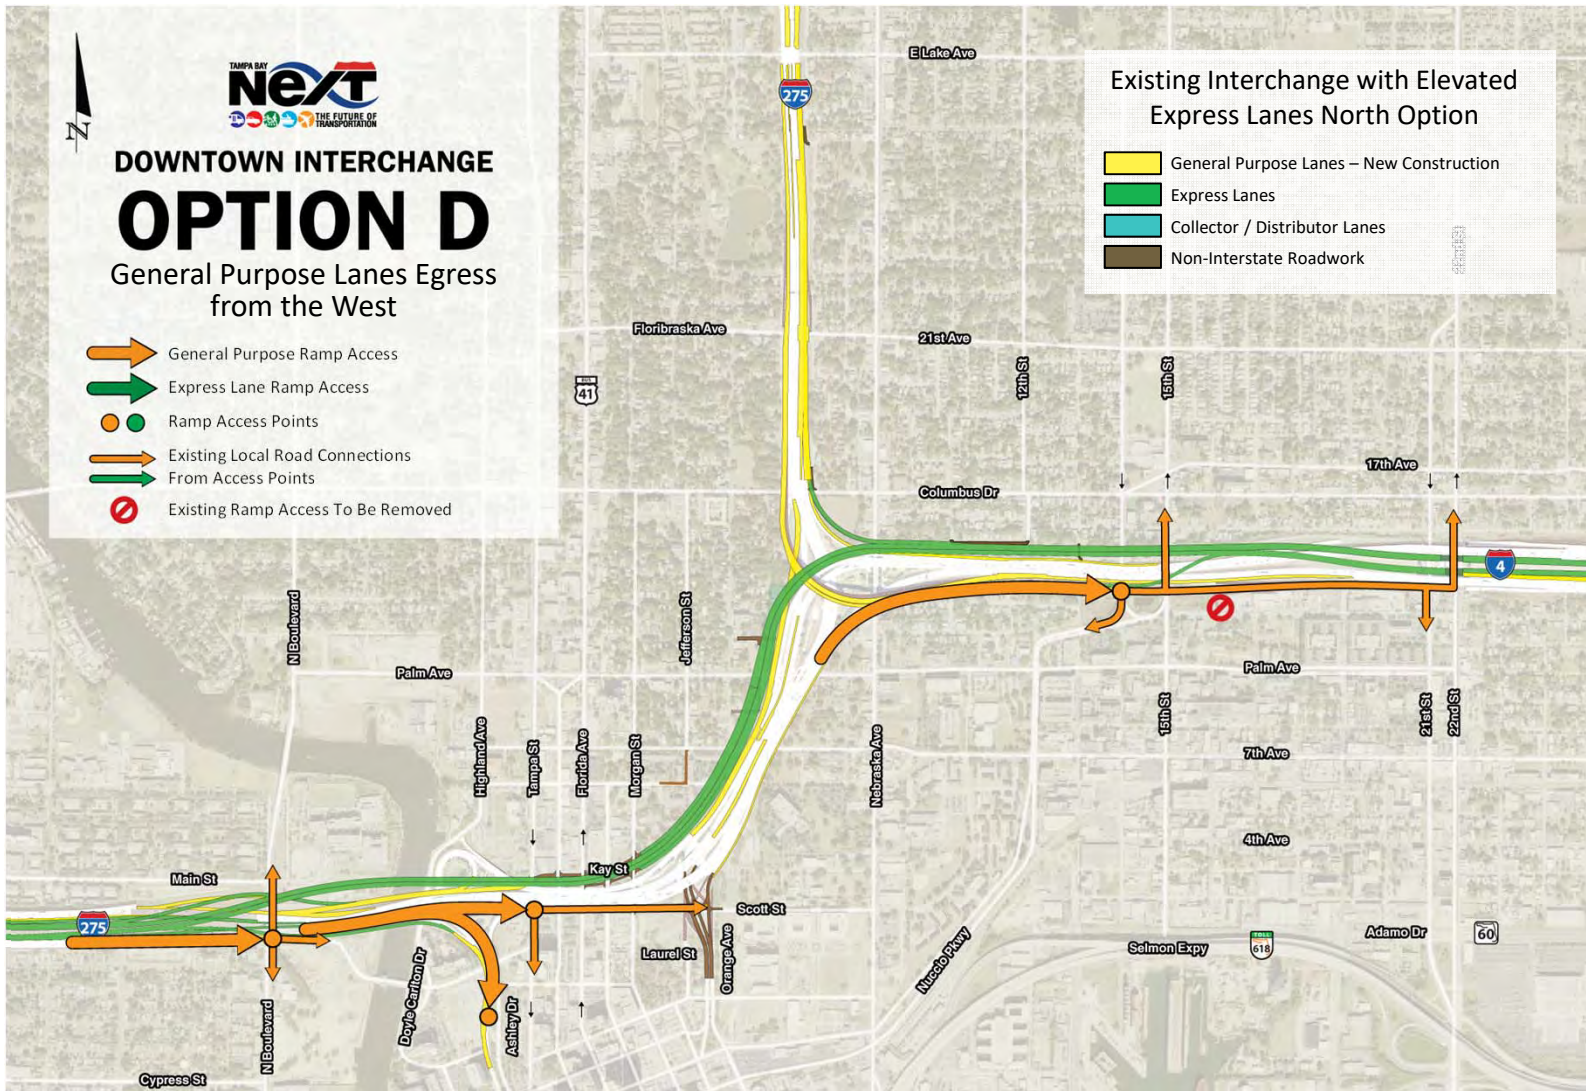 TAMPA BAY
NexT
THE FUTURE OF
TRANSPORTATION
N
DOWNTOWN INTERCHANGE
OPTION D
General Purpose Lanes Egress
from the West
General Purpose Ramp Access
Express Lane Ramp Access
Ramp Access Points
Existing Local Road Connections
From Access Points
Existing Ramp Access To Be Removed
Existing Interchange with Elevated
Express Lanes North Option
General Purpose Lanes – New Construction
Express Lanes
Collector / Distributor Lanes
Non-Interstate Roadwork
E Lake Ave
275
Floribraska Ave
21st Ave
BUS
41
12th St
15th St
17th Ave
Columbus Dr
4
N Boulevard
Jefferson St
Palm Ave
Palm Ave
Highland Ave
Tampa St
Florida Ave
Morgan St
Nebraska Ave
15th St
21st St
22nd St
7th Ave
4th Ave
Main St
Kay St
275
Scott St
Laurel St
Orange Ave
Nuccio Pkwy
Selmon Expy
TOLL
618
Adamo Dr
60
Doyle Carlton Dr
Ashley Dr
N Boulevard
Cypress St